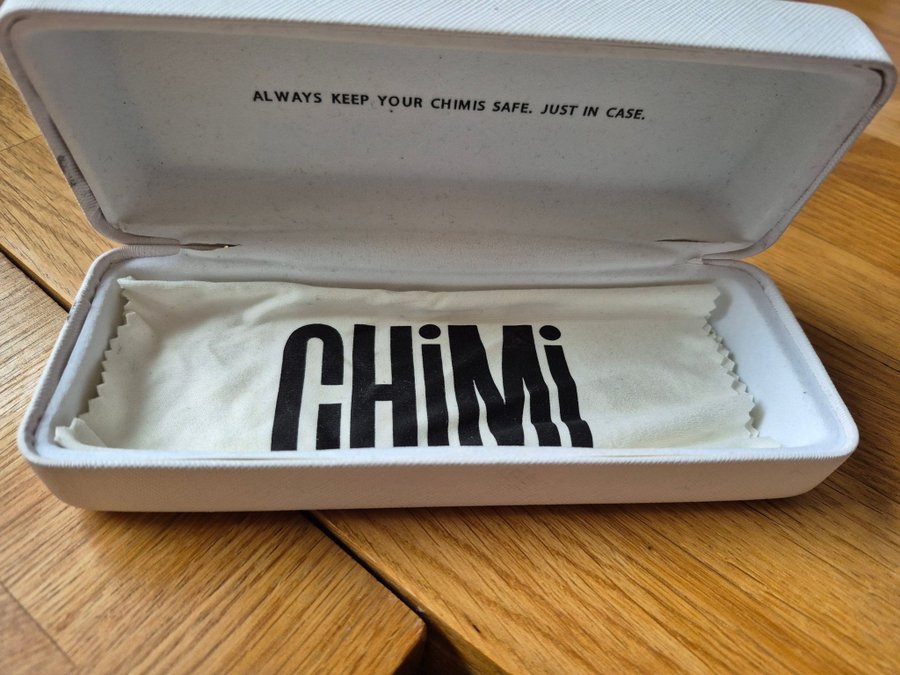 ALWAYS KEEP YOUR CHIMIS SAFE. JUST IN CASE.
CHiMi